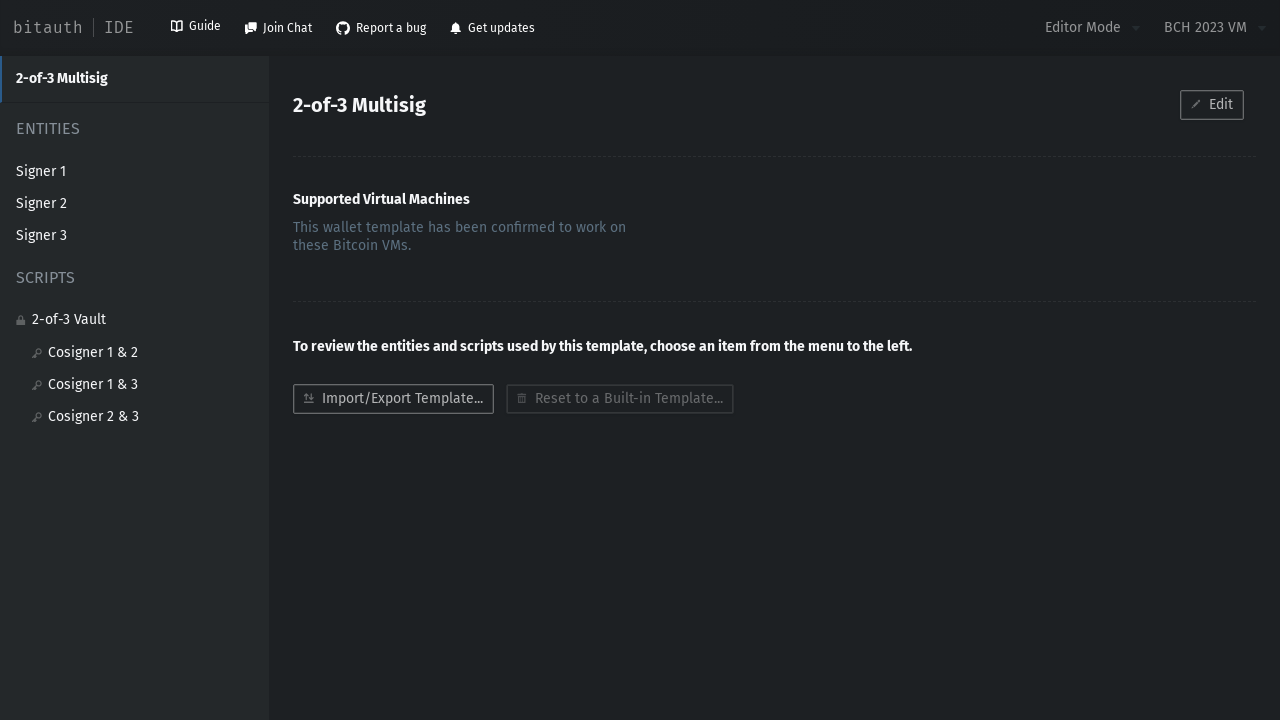 bitauth | IDE
Guide
Join Chat
Report a bug
Get updates
Editor Mode
BCH 2023 VM
2-of-3 Multisig
ENTITIES
Signer 1
Signer 2
Signer 3
SCRIPTS
2-of-3 Vault
Cosigner 1 & 2
Cosigner 1 & 3
Cosigner 2 & 3
2-of-3 Multisig
Edit
Supported Virtual Machines
This wallet template has been confirmed to work on
these Bitcoin VMs.
To review the entities and scripts used by this template, choose an item from the menu to the left.
Import/Export Template...
Reset to a Built-in Template...